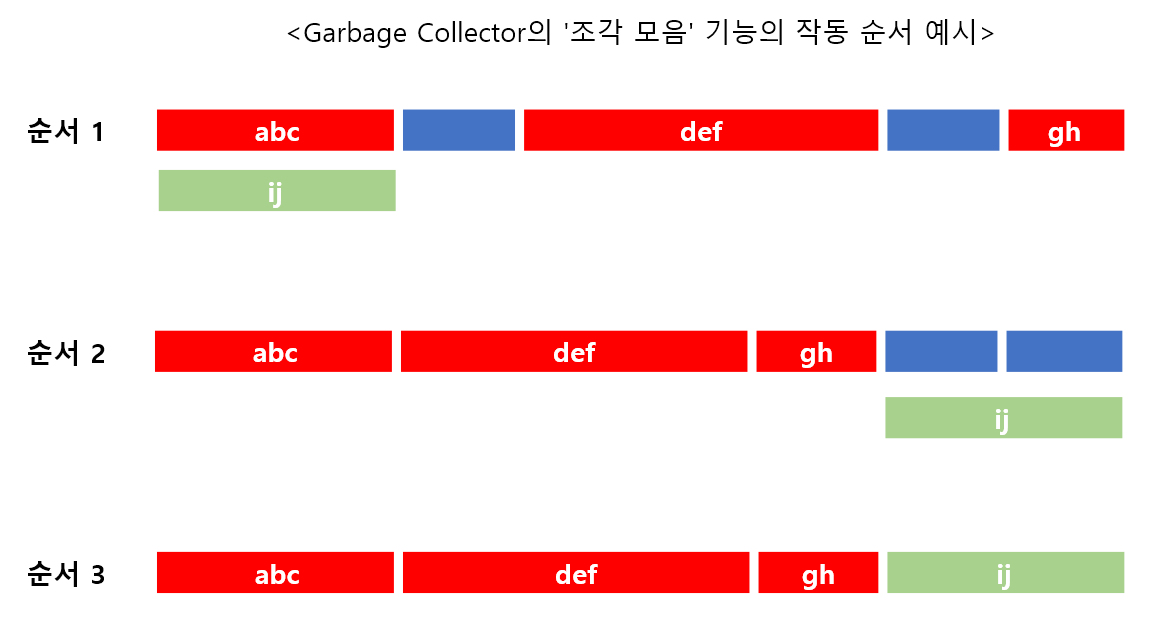 <Garbage Collector의 '조각 모음' 기능의 작동 순서 예시>
순서 1 abc def gh
ij
순서 2 abc def gh
ij
순서 3 abc def gh ij